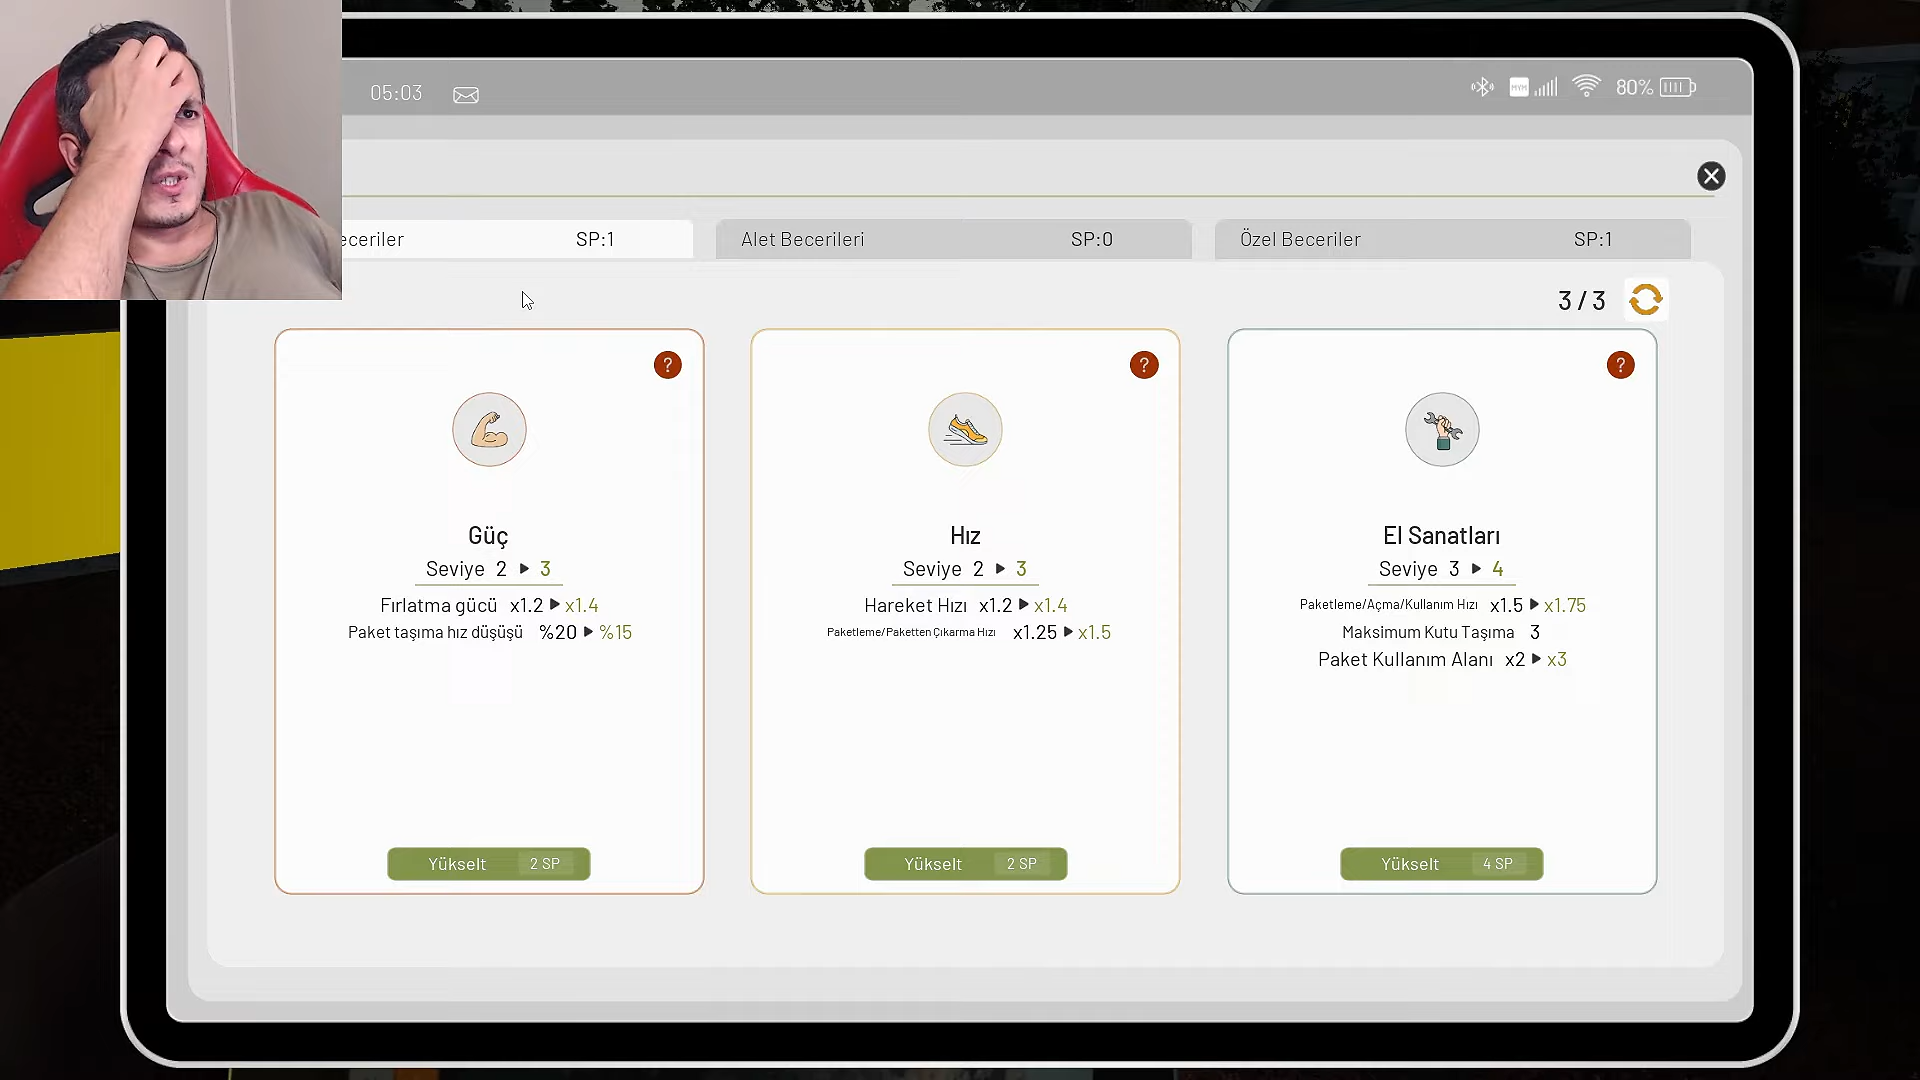 05:03
80%
eceriler SP:1
Alet Becerileri SP:0
Özel Beceriler SP:1
3 / 3
?
Güç
Seviye 2 ▶ 3
Fırlatma gücü x1.2 ▶ x1.4
Paket taşıma hız düşüşü %20 ▶ %15
Yükselt 2 SP
?
Hız
Seviye 2 ▶ 3
Hareket Hızı x1.2 ▶ x1.4
Paketleme/Paketten Çıkarma Hızı x1.25 ▶ x1.5
Yükselt 2 SP
?
El Sanatları
Seviye 3 ▶ 4
Paketleme/Açma/Kullanım Hızı x1.5 ▶ x1.75
Maksimum Kutu Taşıma 3
Paket Kullanım Alanı x2 ▶ x3
Yükselt 4 SP